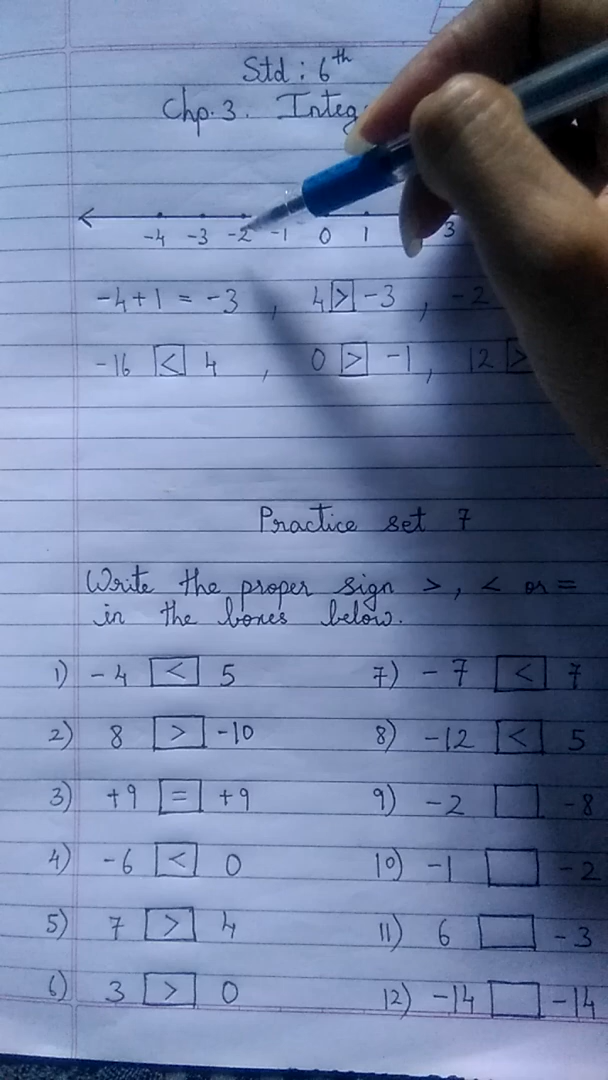 Std : 6th
Chp. 3. Integ
-4 -3 -2 -1 0 1 3
-4 + 1 = -3 , 4 > -3 , -2
-16 < 4 , 0 > -1 , 12 >
Practice set 7
Write the proper sign > , < or =
in the boxes below.
1) -4 < 5 7) -7 < 7
2) 8 > -10 8) -12 < 5
3) +9 = +9 9) -2 □ -8
4) -6 < 0 10) -1 □ -2
5) 7 > 4 11) 6 □ -3
6) 3 > 0 12) -14 □ -14